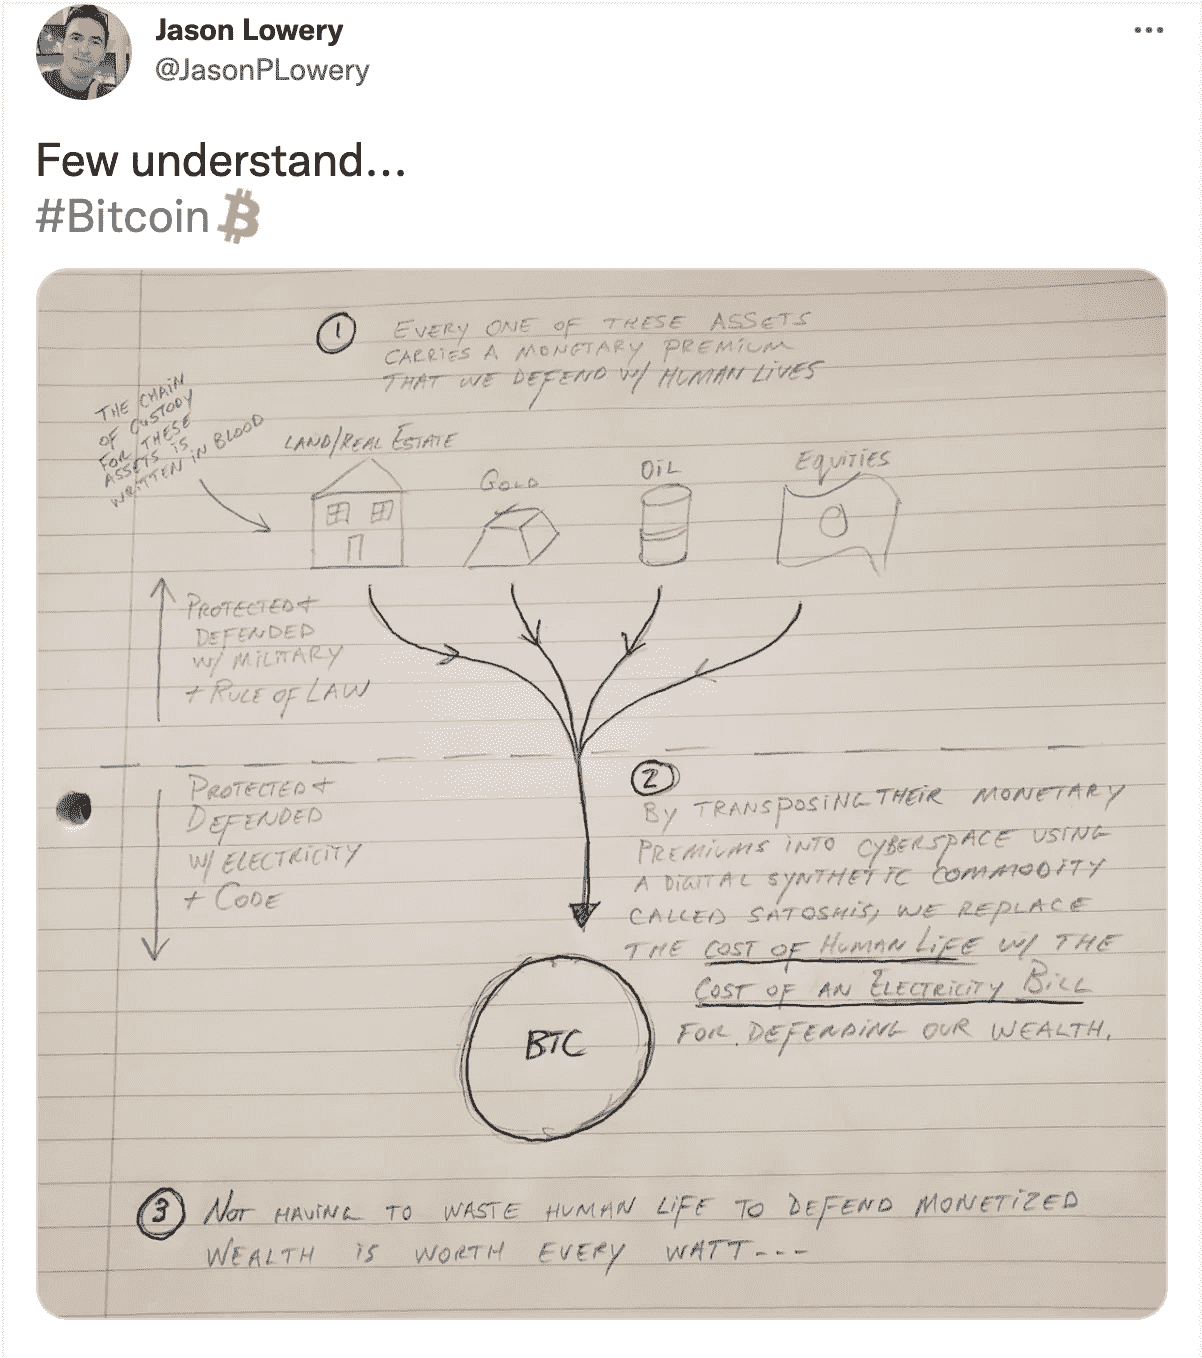 Jason Lowery
@JasonPLowery
Few understand...
#Bitcoin
1 EVERY ONE OF THESE ASSETS
CARRIES A MONETARY PREMIUM
THAT WE DEFEND W/ HUMAN LIVES
THE CHAIN
OF CUSTODY
FOR THESE
ASSETS IS
WRITTEN IN BLOOD
LAND/REAL ESTATE
GOLD
OIL
EQUITIES
PROTECTED +
DEFENDED
W/ MILITARY
+ RULE OF LAW
PROTECTED +
DEFENDED
W/ ELECTRICITY
+ CODE
2
BY TRANSPOSING THEIR MONETARY
PREMIUMS INTO CYBERSPACE USING
A DIGITAL SYNTHETIC COMMODITY
CALLED SATOSHIS, WE REPLACE
THE COST OF HUMAN LIFE W/ THE
COST OF AN ELECTRICITY BILL
FOR DEFENDING OUR WEALTH.
BTC
3 NOT HAVING TO WASTE HUMAN LIFE TO DEFEND MONETIZED
WEALTH IS WORTH EVERY WATT---